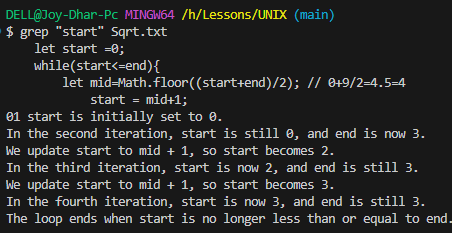 DELL@Joy-Dhar-Pc MINGW64 /h/Lessons/UNIX (main)
$ grep "start" Sqrt.txt
    let start =0;
    while(start<=end){
        let mid=Math.floor((start+end)/2); // 0+9/2=4.5=4
            start = mid+1;
01 start is initially set to 0.
In the second iteration, start is still 0, and end is now 3.
We update start to mid + 1, so start becomes 2.
In the third iteration, start is now 2, and end is still 3.
We update start to mid + 1, so start becomes 3.
In the fourth iteration, start is now 3, and end is still 3.
The loop ends when start is no longer less than or equal to end.